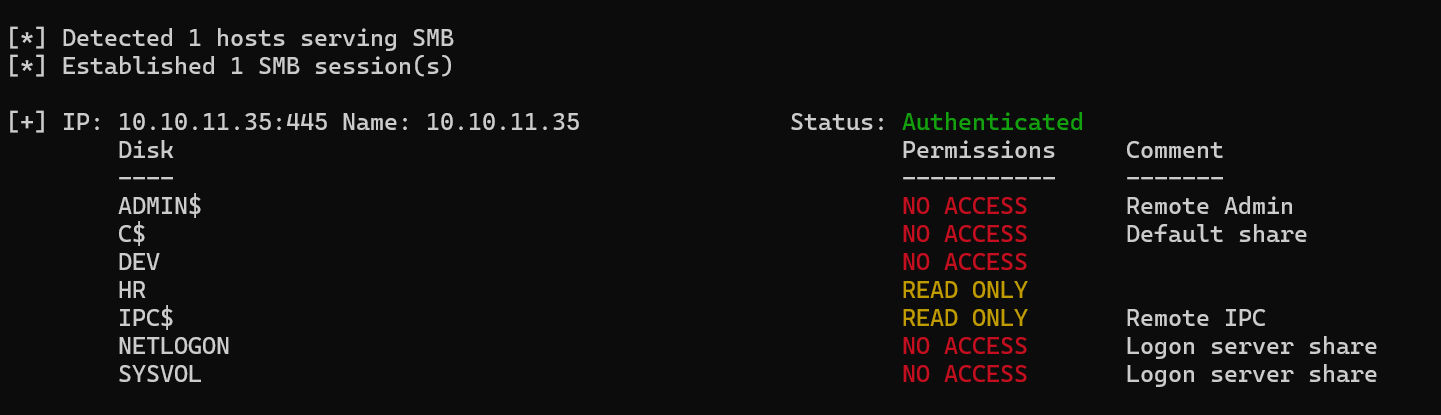 [*] Detected 1 hosts serving SMB
[*] Established 1 SMB session(s)
[+] IP: 10.10.11.35:445 Name: 10.10.11.35 Status: Authenticated
Disk Permissions Comment
---- ----------- -------
ADMIN$ NO ACCESS Remote Admin
C$ NO ACCESS Default share
DEV NO ACCESS
HR READ ONLY
IPC$ READ ONLY Remote IPC
NETLOGON NO ACCESS Logon server share
SYSVOL NO ACCESS Logon server share